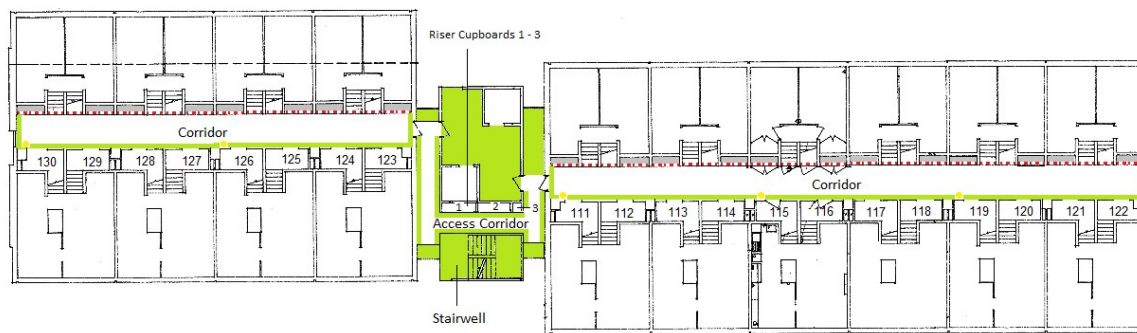 Riser Cupboards 1 - 3
Corridor
130 129 128 127 126 125 124 123
Corridor
1 2 3
111 112 113 114 115 116 117 118 119 120 121 122
Access Corridor
Stairwell